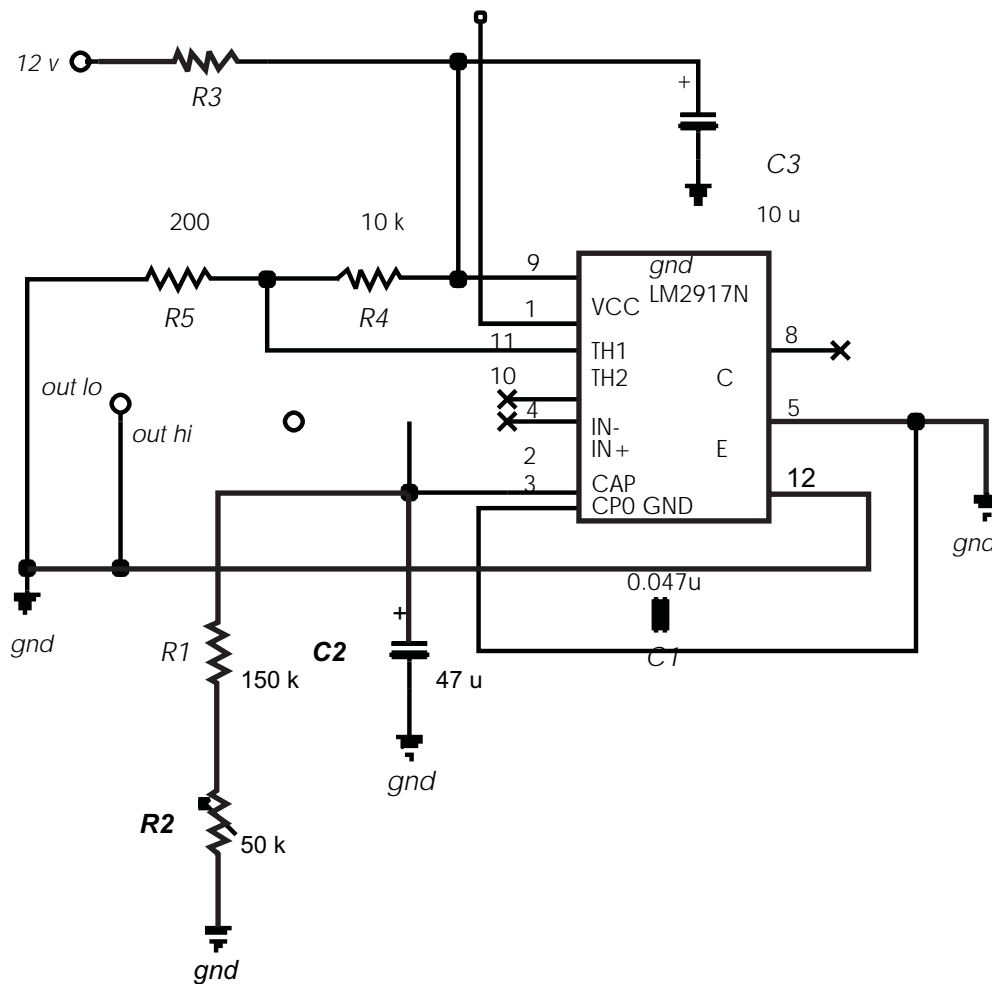 12 v
R3
+
C3
10 u
200
10 k
R5
R4
9
gnd
LM2917N
1
VCC
11
TH1
8
10
TH2
C
out lo
4
5
out hi
IN-
IN+
E
2
3
CAP
12
CP0 GND
gnd
0.047u
+
gnd
R1
C2
C1
150 k
47 u
gnd
R2
50 k
gnd